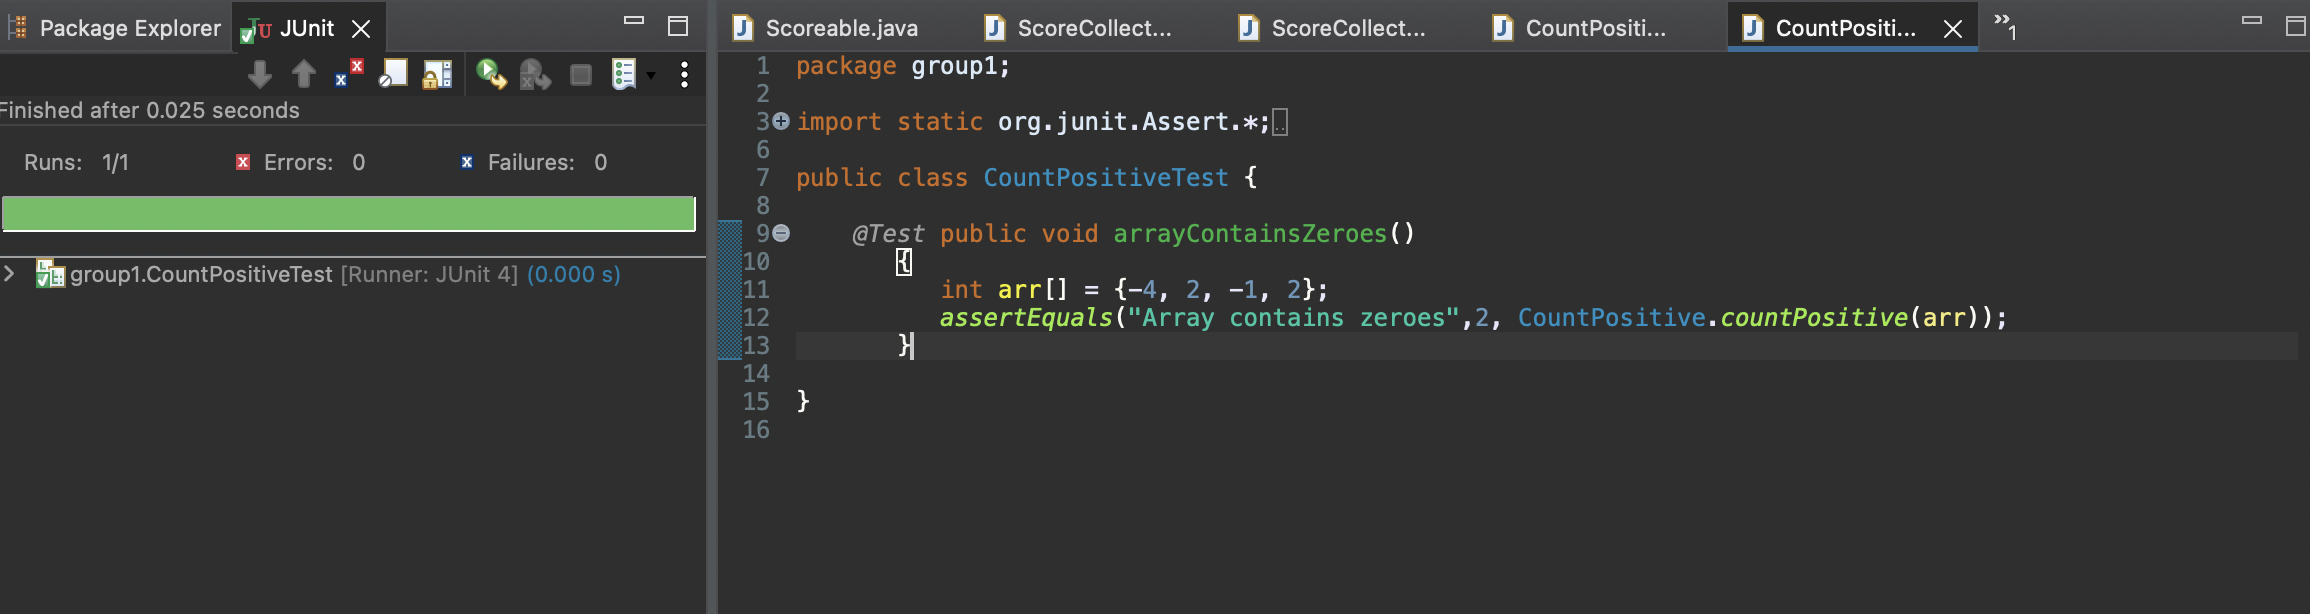 Package Explorer JUnit
Finished after 0.025 seconds
Runs: 1/1 Errors: 0 Failures: 0
group1.CountPositiveTest [Runner: JUnit 4] (0.000 s)
Scoreable.java ScoreCollect... ScoreCollect... CountPositi... CountPositi... »1
1 package group1;
2
3 import static org.junit.Assert.*;
6
7 public class CountPositiveTest {
8
9 @Test public void arrayContainsZeroes()
10 {
11 int arr[] = {-4, 2, -1, 2};
12 assertEquals("Array contains zeroes",2, CountPositive.countPositive(arr));
13 }
14
15 }
16